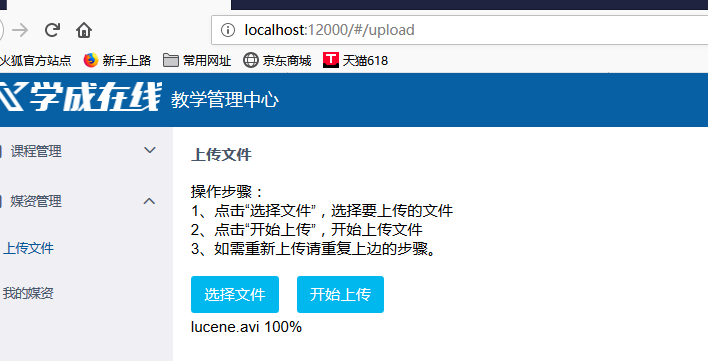 localhost:12000/#/upload
火狐官方站点 新手上路 常用网址 京东商城 T 天猫618
学成在线 教学管理中心
课程管理
媒资管理
上传文件
我的媒资
上传文件
操作步骤：
1、点击“选择文件”，选择要上传的文件
2、点击“开始上传”，开始上传文件
3、如需重新上传请重复上边的步骤。
选择文件 开始上传
lucene.avi 100%